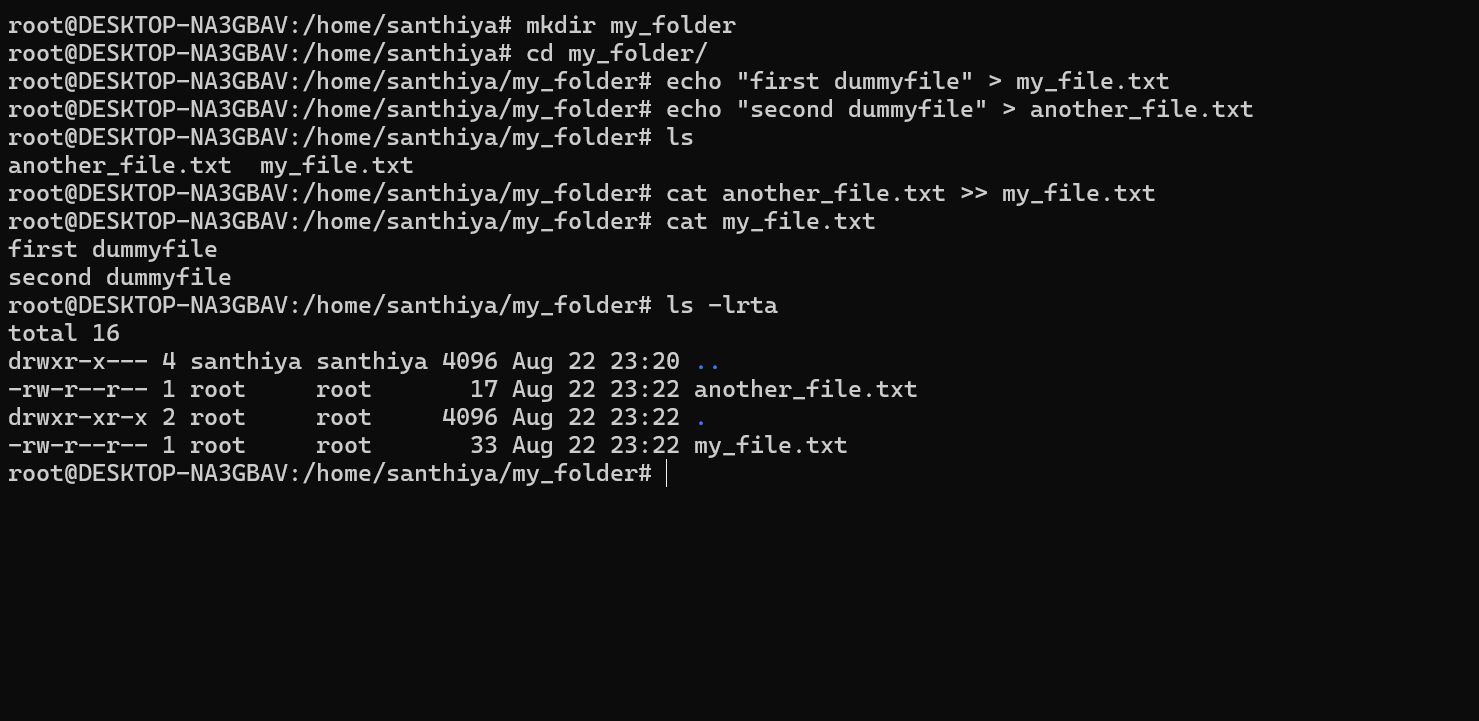 root@DESKTOP-NA3GBAV:/home/santhiya# mkdir my_folder
root@DESKTOP-NA3GBAV:/home/santhiya# cd my_folder/
root@DESKTOP-NA3GBAV:/home/santhiya/my_folder# echo "first dummyfile" > my_file.txt
root@DESKTOP-NA3GBAV:/home/santhiya/my_folder# echo "second dummyfile" > another_file.txt
root@DESKTOP-NA3GBAV:/home/santhiya/my_folder# ls
another_file.txt  my_file.txt
root@DESKTOP-NA3GBAV:/home/santhiya/my_folder# cat another_file.txt >> my_file.txt
root@DESKTOP-NA3GBAV:/home/santhiya/my_folder# cat my_file.txt
first dummyfile
second dummyfile
root@DESKTOP-NA3GBAV:/home/santhiya/my_folder# ls -lrta
total 16
drwxr-x--- 4 santhiya santhiya 4096 Aug 22 23:20 ..
-rw-r--r-- 1 root     root       17 Aug 22 23:22 another_file.txt
drwxr-xr-x 2 root     root     4096 Aug 22 23:22 .
-rw-r--r-- 1 root     root       33 Aug 22 23:22 my_file.txt
root@DESKTOP-NA3GBAV:/home/santhiya/my_folder#